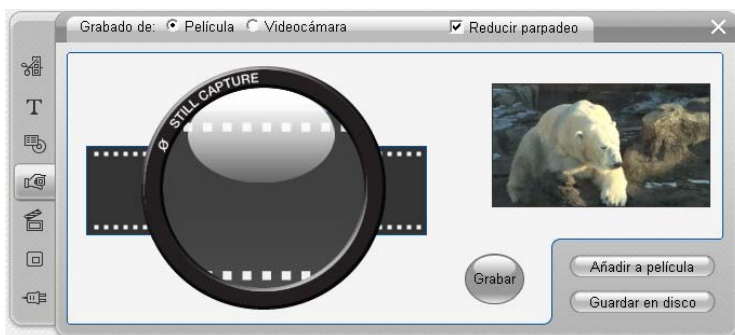 Grabado de: Película Videocámara Reducir parpadeo
Ø STILL CAPTURE
T
Grabar
Añadir a película
Guardar en disco